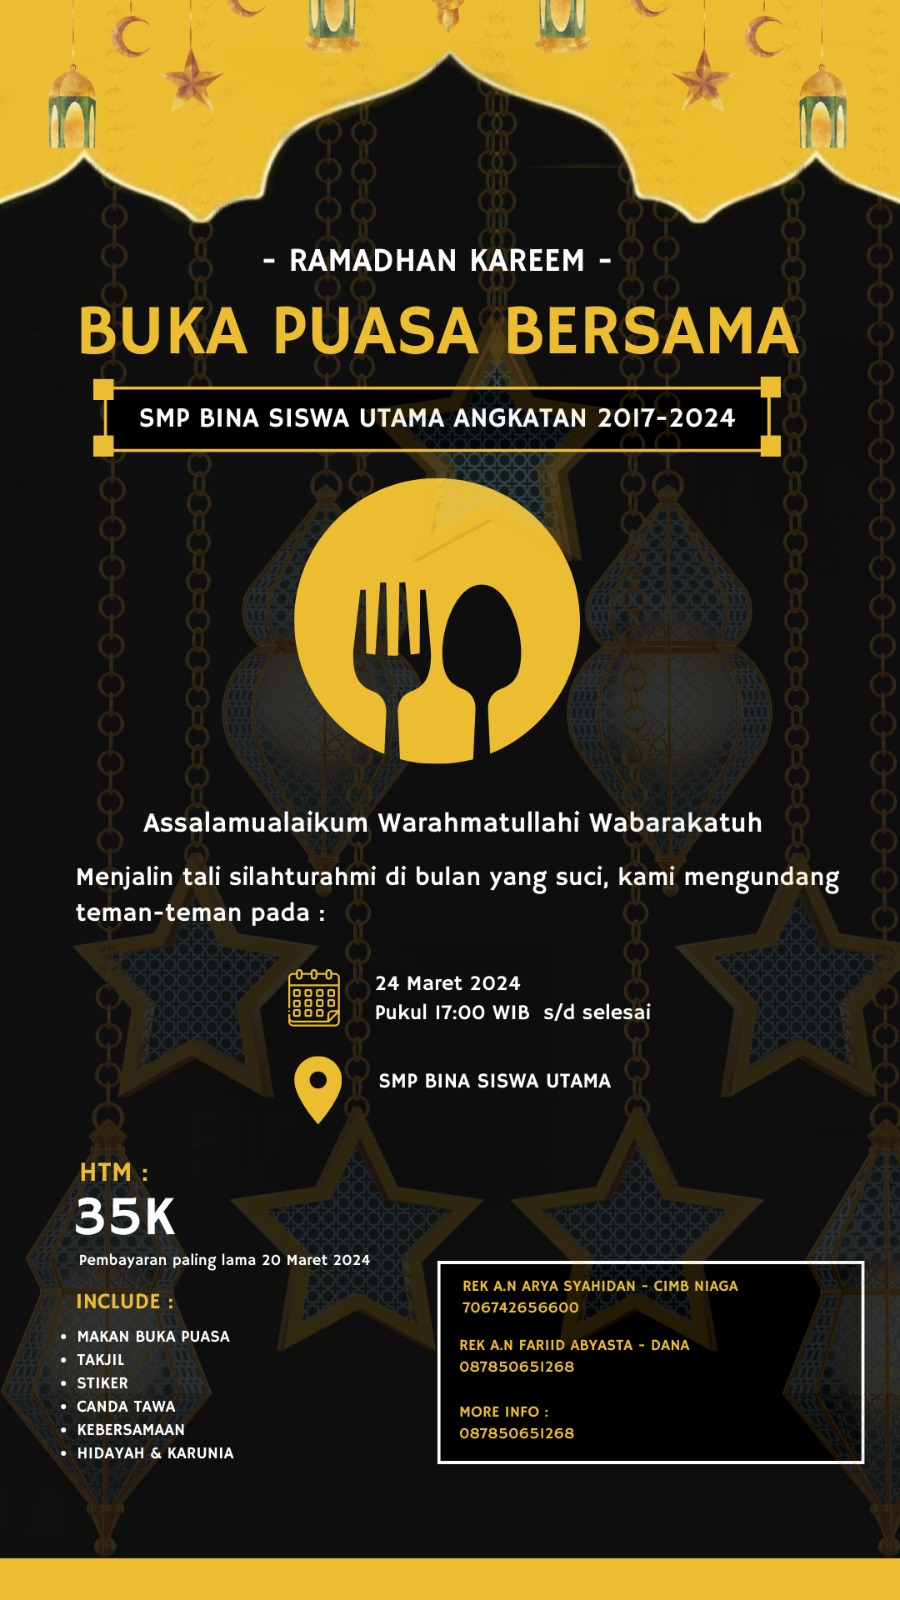 - RAMADHAN KAREEM -
BUKA PUASA BERSAMA
SMP BINA SISWA UTAMA ANGKATAN 2017-2024
Assalamualaikum Warahmatullahi Wabarakatuh
Menjalin tali silahturahmi di bulan yang suci, kami mengundang
teman-teman pada :
24 Maret 2024
Pukul 17:00 WIB s/d selesai
SMP BINA SISWA UTAMA
HTM :
35K
Pembayaran paling lama 20 Maret 2024
INCLUDE :
• MAKAN BUKA PUASA
• TAKJIL
• STIKER
• CANDA TAWA
• KEBERSAMAAN
• HIDAYAH & KARUNIA
REK A.N ARYA SYAHIDAN - CIMB NIAGA
706742656600
REK A.N FARIID ABYASTA - DANA
087850651268
MORE INFO :
087850651268